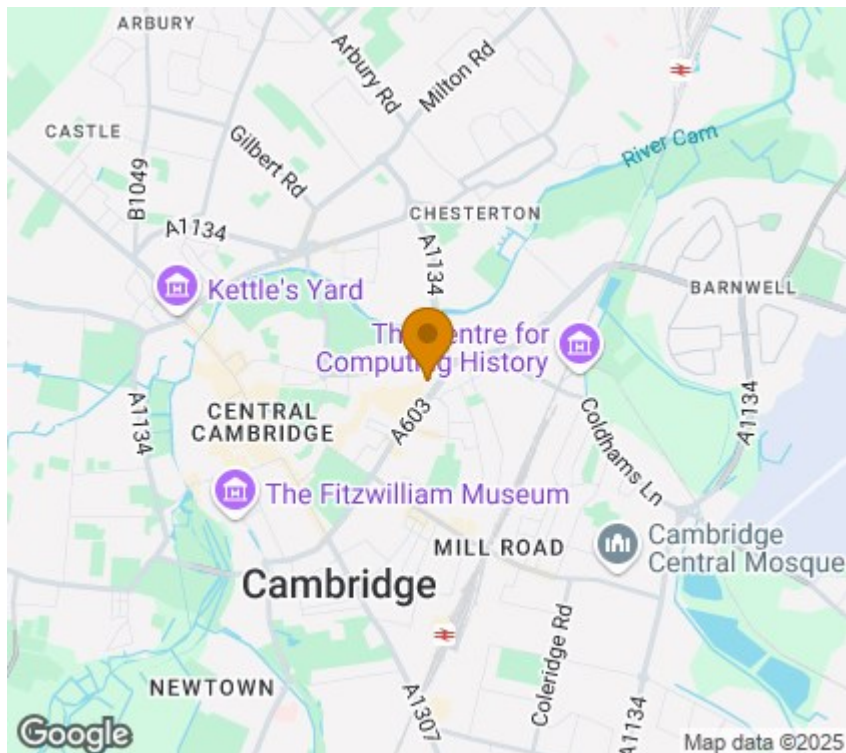 ARBURY
Arbury Rd
Milton Rd
CASTLE
Gilbert Rd
River Cam
B1049
A1134
CHESTERTON
A1134
Kettle's Yard
BARNWELL
The Centre for
Computing History
A1134
CENTRAL
CAMBRIDGE
A603
A1134
Coldhams Ln
The Fitzwilliam Museum
MILL ROAD
Cambridge
Central Mosque
Cambridge
Coleridge Rd
NEWTOWN
A1307
A1134
Google
Map data ©2025